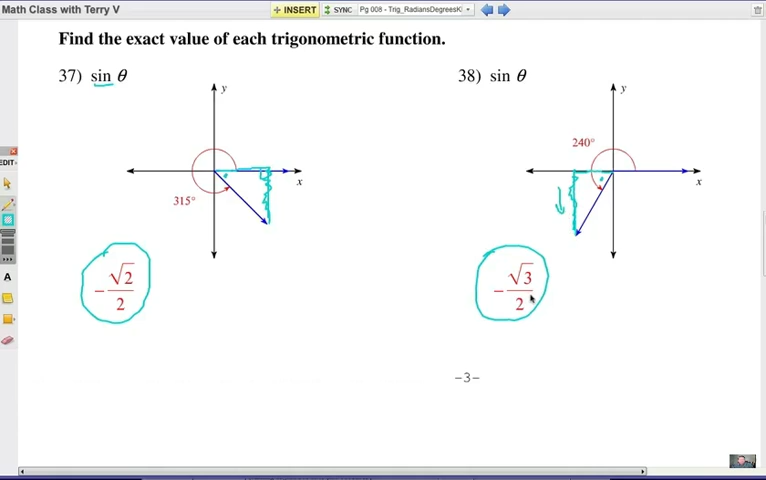 Math Class with Terry V
INSERT
SYNC
Pg 008 - Trig_RadiansDegreesK
Find the exact value of each trigonometric function.
37) sin θ
38) sin θ
y
y
240°
x
x
315°
-√2/2
-√3/2
-3-
EDIT
A